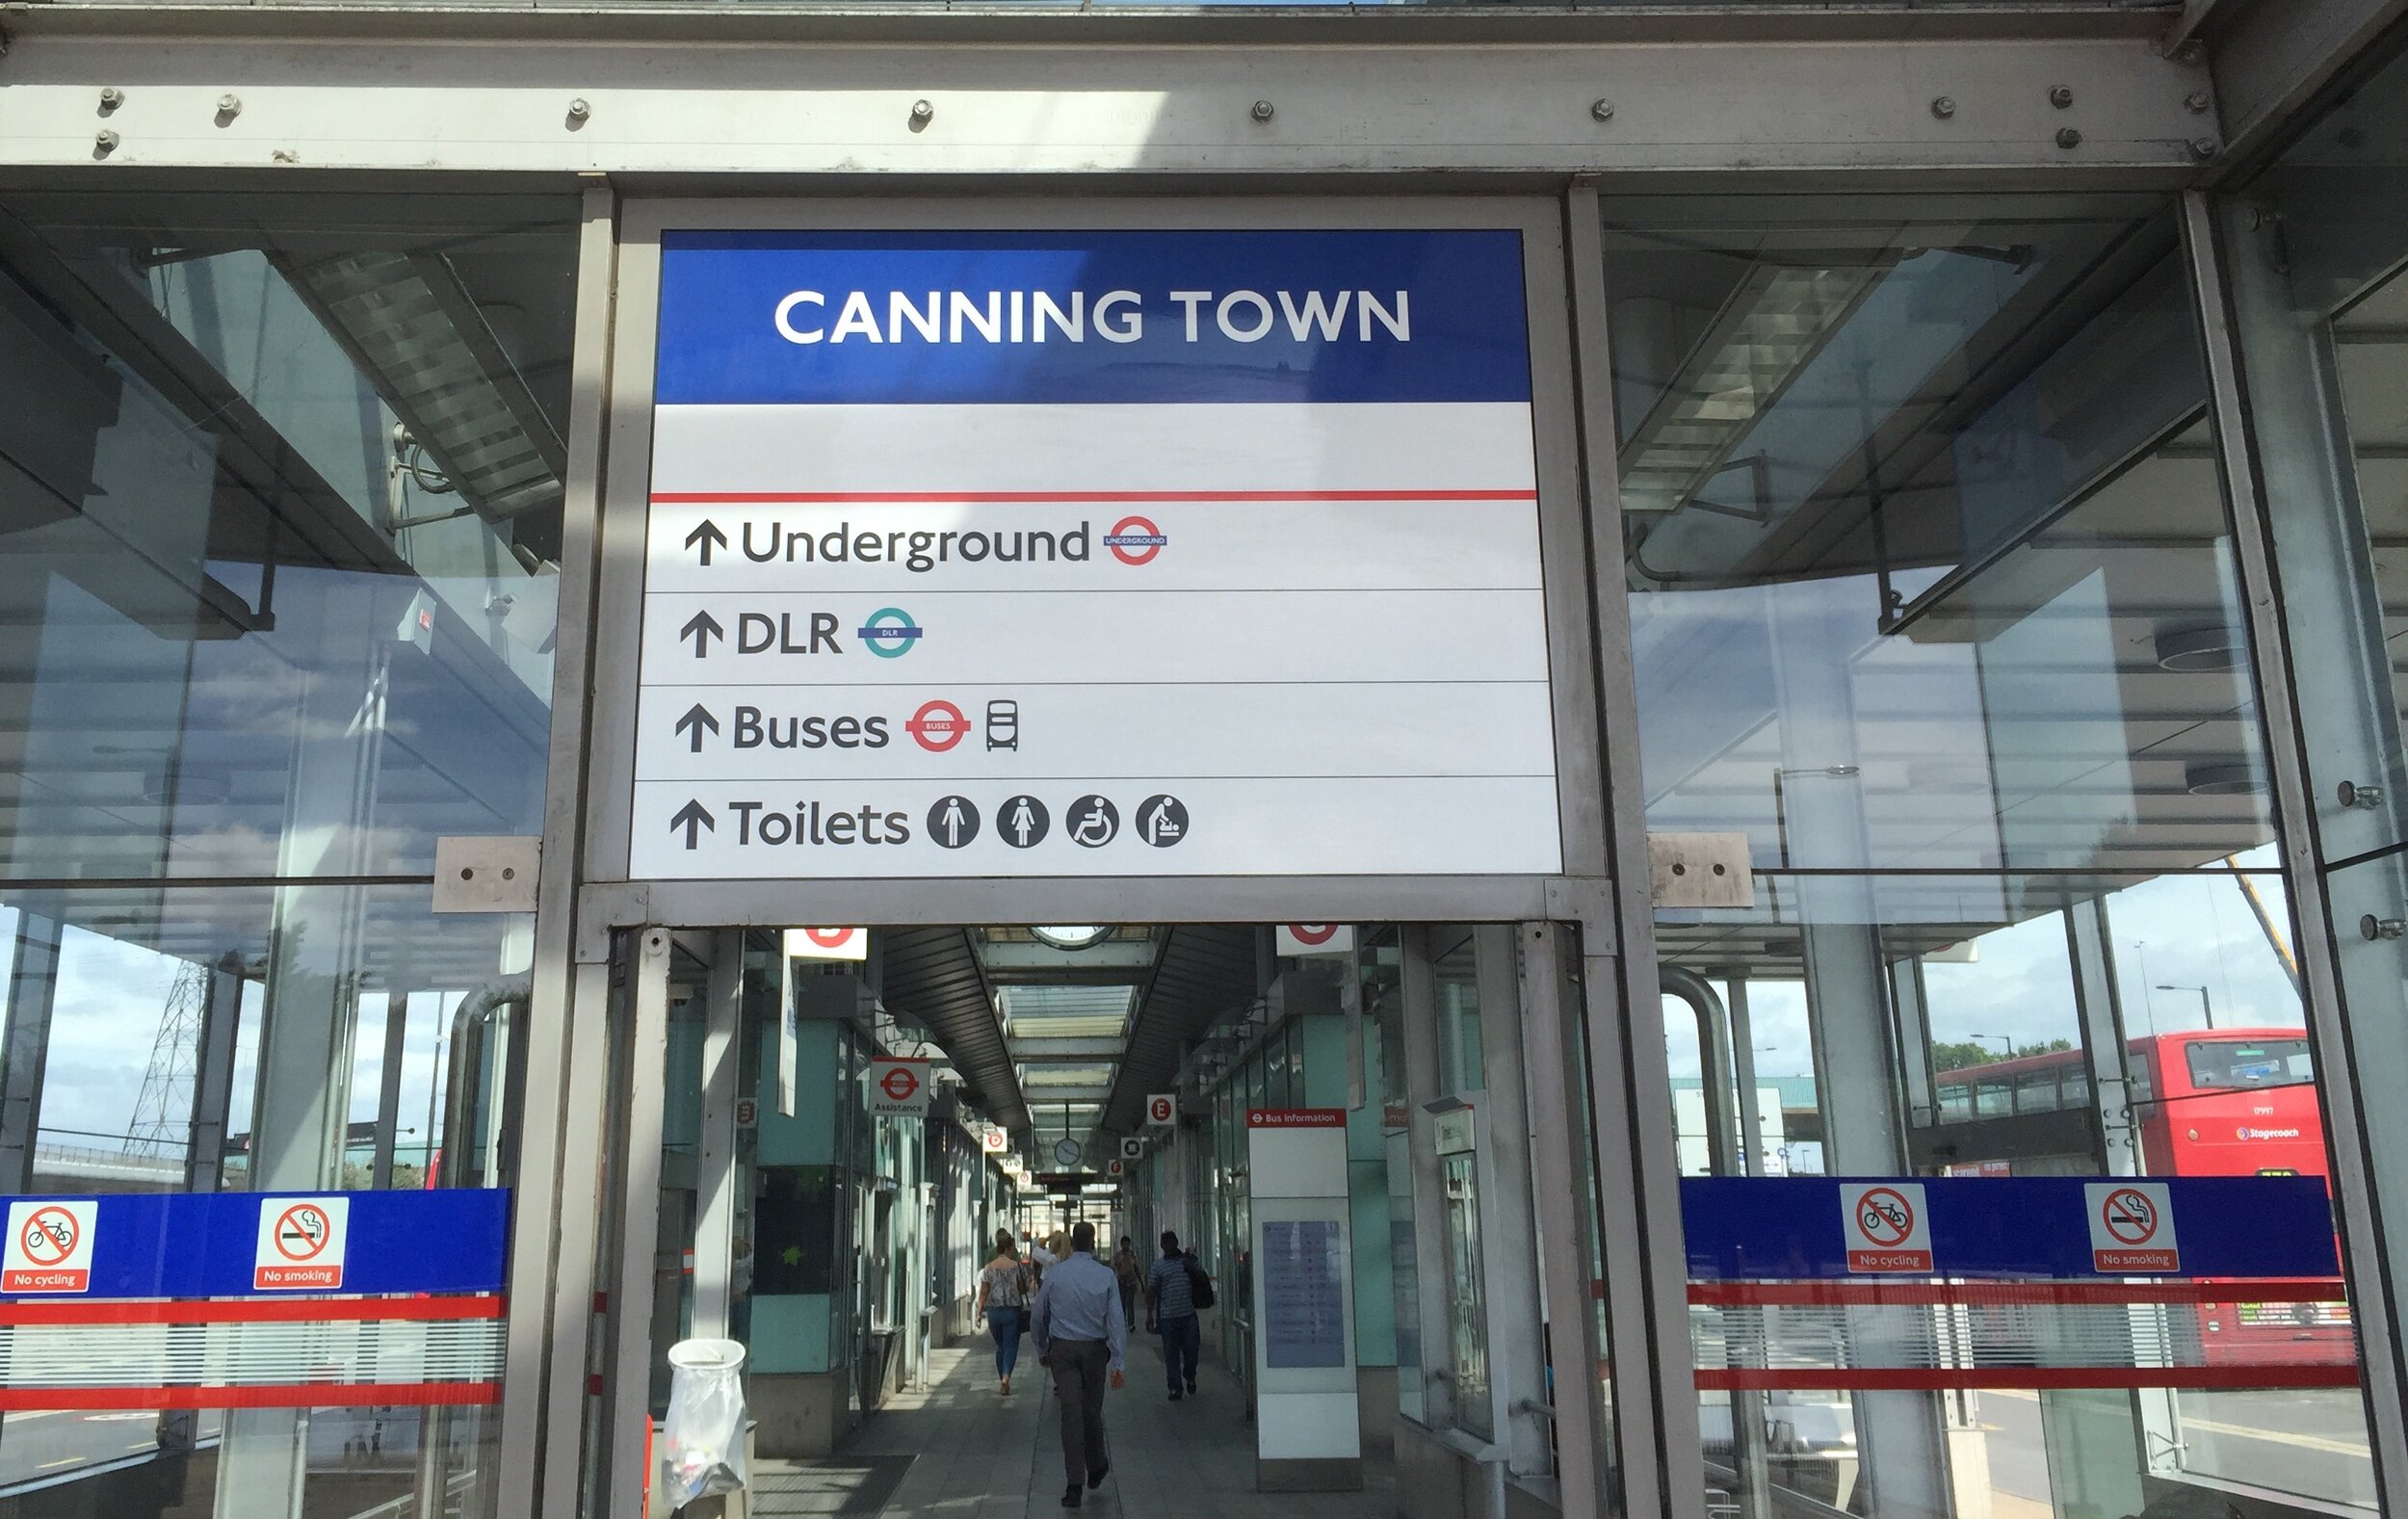 CANNING TOWN
Underground UNDERGROUND
DLR DLR
Buses BUSES
Toilets
Assistance
E
Bus Information
17997
Stagecoach
No cycling
No smoking
No cycling
No smoking